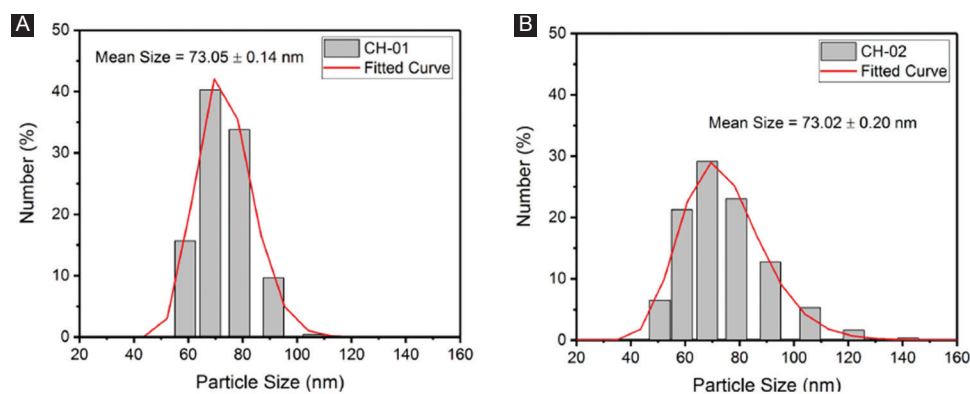 A
Mean Size = 73.05 ± 0.14 nm
CH-01
Fitted Curve
50
40
30
20
10
0
Number (%)
20 40 60 80 100 120 140 160
Particle Size (nm)
B
CH-02
Fitted Curve
Mean Size = 73.02 ± 0.20 nm
50
40
30
20
10
0
Number (%)
20 40 60 80 100 120 140 160
Particle Size (nm)